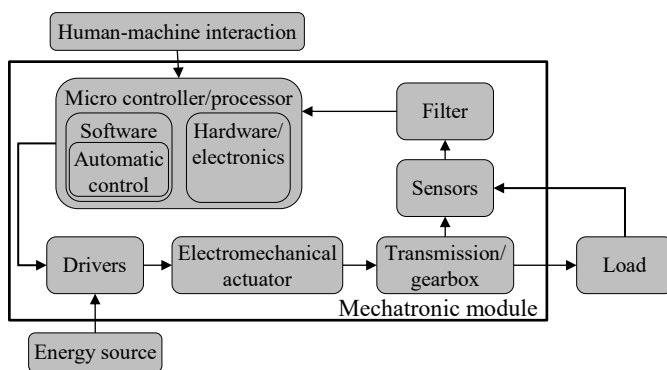 Human-machine interaction
Micro controller/processor
Software
Automatic
control
Hardware/
electronics
Filter
Sensors
Drivers
Electromechanical
actuator
Transmission/
gearbox
Load
Mechatronic module
Energy source